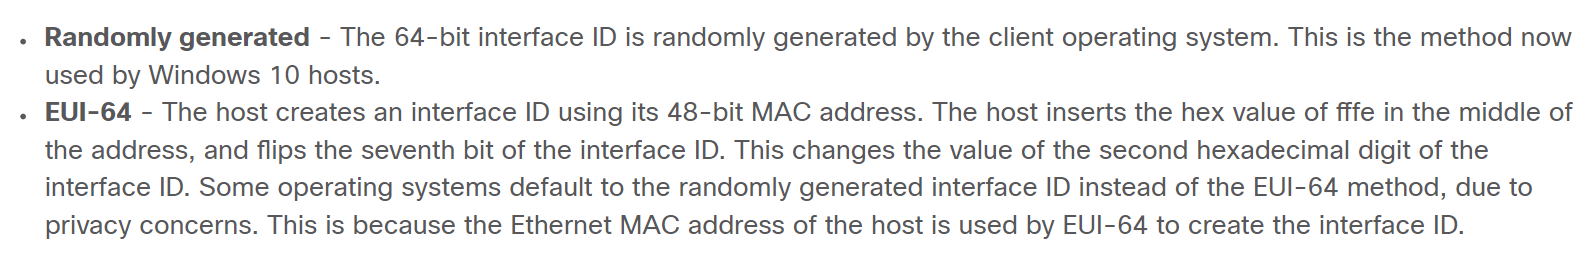 • Randomly generated - The 64-bit interface ID is randomly generated by the client operating system. This is the method now
used by Windows 10 hosts.
• EUI-64 - The host creates an interface ID using its 48-bit MAC address. The host inserts the hex value of fffe in the middle of
the address, and flips the seventh bit of the interface ID. This changes the value of the second hexadecimal digit of the
interface ID. Some operating systems default to the randomly generated interface ID instead of the EUI-64 method, due to
privacy concerns. This is because the Ethernet MAC address of the host is used by EUI-64 to create the interface ID.